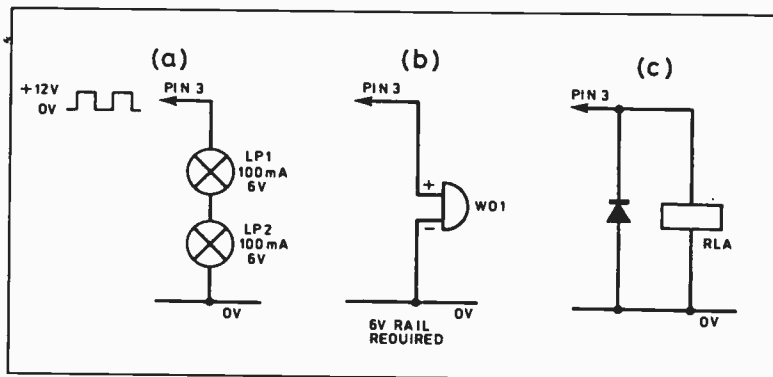 (a)
(b)
(c)
+12V
0V
PIN 3
LP1
100mA
6V
LP2
100mA
6V
0V
PIN 3
+
WO1
−
0V
6V RAIL
REQUIRED
PIN 3
RLA
0V